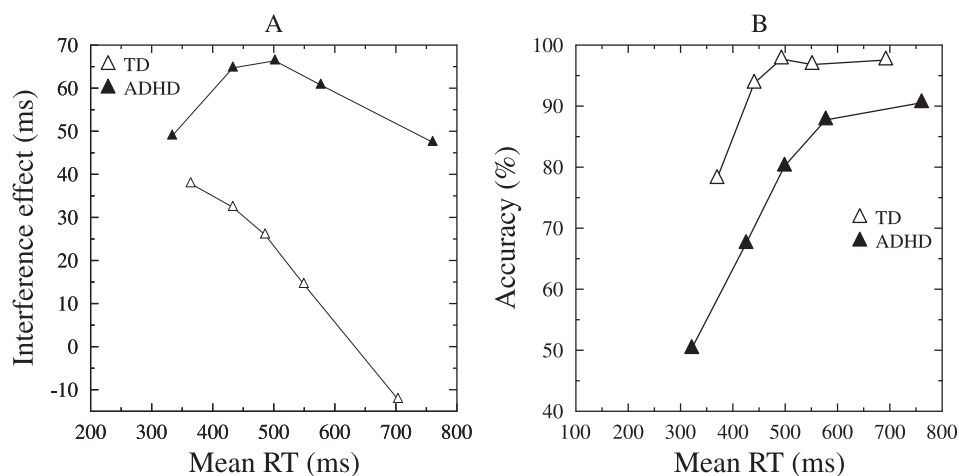 A
B
70
60
50
40
30
20
10
0
-10
Interference effect (ms)
TD
ADHD
200 300 400 500 600 700 800
Mean RT (ms)
100
90
80
70
60
50
40
Accuracy (%)
TD
ADHD
100 200 300 400 500 600 700 800
Mean RT (ms)